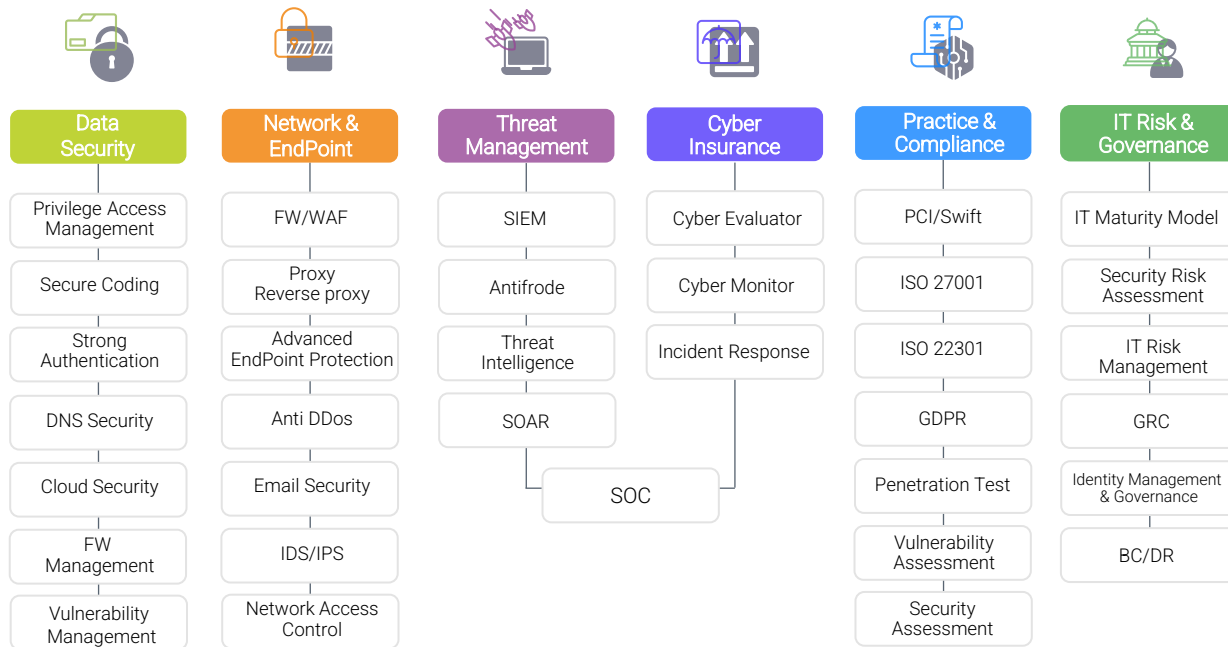 Data
Security
Privilege Access
Management
Secure Coding
Strong
Authentication
DNS Security
Cloud Security
FW
Management
Vulnerability
Management
Network &
EndPoint
FW/WAF
Proxy
Reverse proxy
Advanced
EndPoint Protection
Anti DDos
Email Security
IDS/IPS
Network Access
Control
Threat
Management
SIEM
Antifrode
Threat
Intelligence
SOAR
Cyber
Insurance
Cyber Evaluator
Cyber Monitor
Incident Response
SOC
Practice &
Compliance
PCI/Swift
ISO 27001
ISO 22301
GDPR
Penetration Test
Vulnerability
Assessment
Security
Assessment
IT Risk &
Governance
IT Maturity Model
Security Risk
Assessment
IT Risk
Management
GRC
Identity Management
& Governance
BC/DR